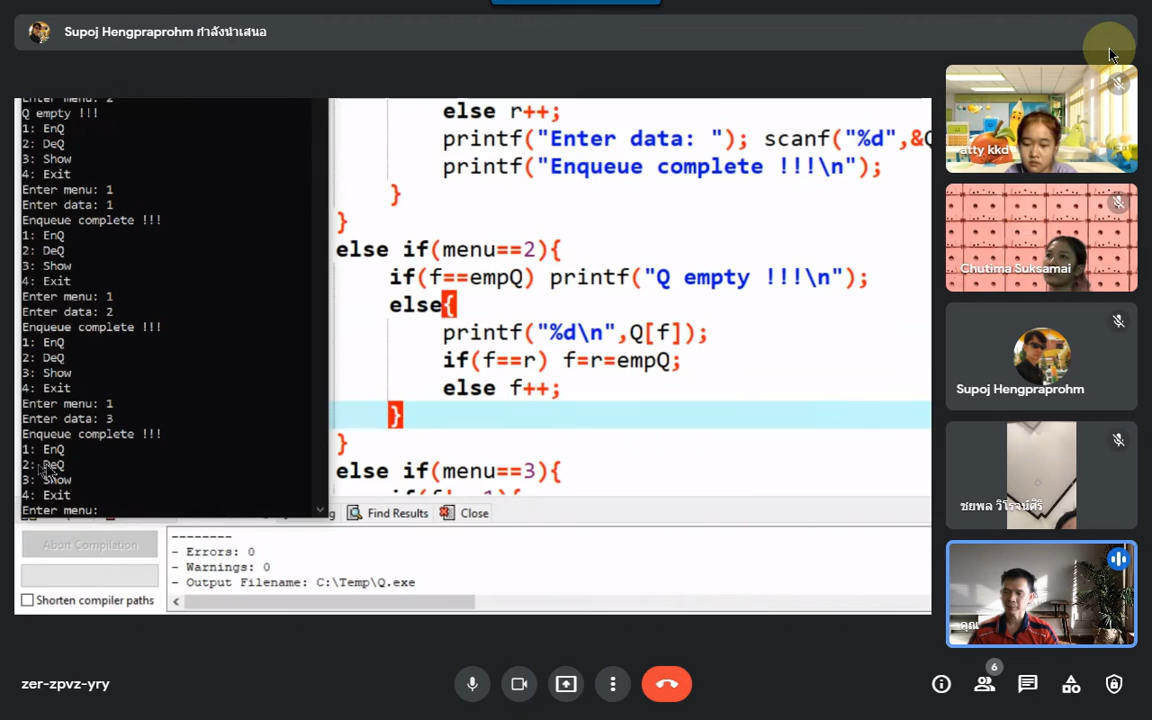 Supoj Hengpraprohm กำลังนำเสนอ
Q empty !!!
1: EnQ
2: DeQ
3: Show
4: Exit
Enter menu: 1
Enter data: 1
Enqueue complete !!!
1: EnQ
2: DeQ
3: Show
4: Exit
Enter menu: 1
Enter data: 2
Enqueue complete !!!
1: EnQ
2: DeQ
3: Show
4: Exit
Enter menu: 1
Enter data: 3
Enqueue complete !!!
1: EnQ
2: DeQ
3: Show
4: Exit
Enter menu:
else r++;
printf("Enter data: "); scanf("%d",&Q
printf("Enqueue complete !!!\n");
}
}
else if(menu==2){
if(f==empQ) printf("Q empty !!!\n");
else{
printf("%d\n",Q[f]);
if(f==r) f=r=empQ;
else f++;
}
}
else if(menu==3){
Find Results
Close
Abort Compilation
Shorten compiler paths
--------
- Errors: 0
- Warnings: 0
- Output Filename: C:\Temp\Q.exe
atty kkd
Chutima Suksamai
Supoj Hengpraprohm
ชยพล วิโรจน์ศิริ
คุณ
zer-zpvz-yry
6